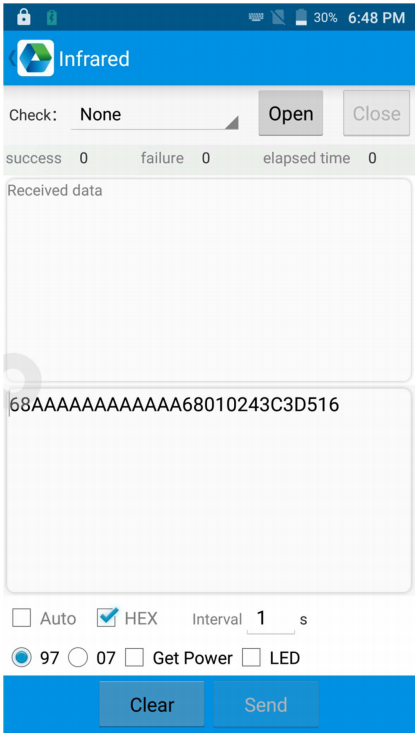 30% 6:48 PM
Infrared
Check: None Open Close
success 0 failure 0 elapsed time 0
Received data
68AAAAAAAAAAAA68010243C3D516
Auto HEX Interval 1 s
97 07 Get Power LED
Clear Send